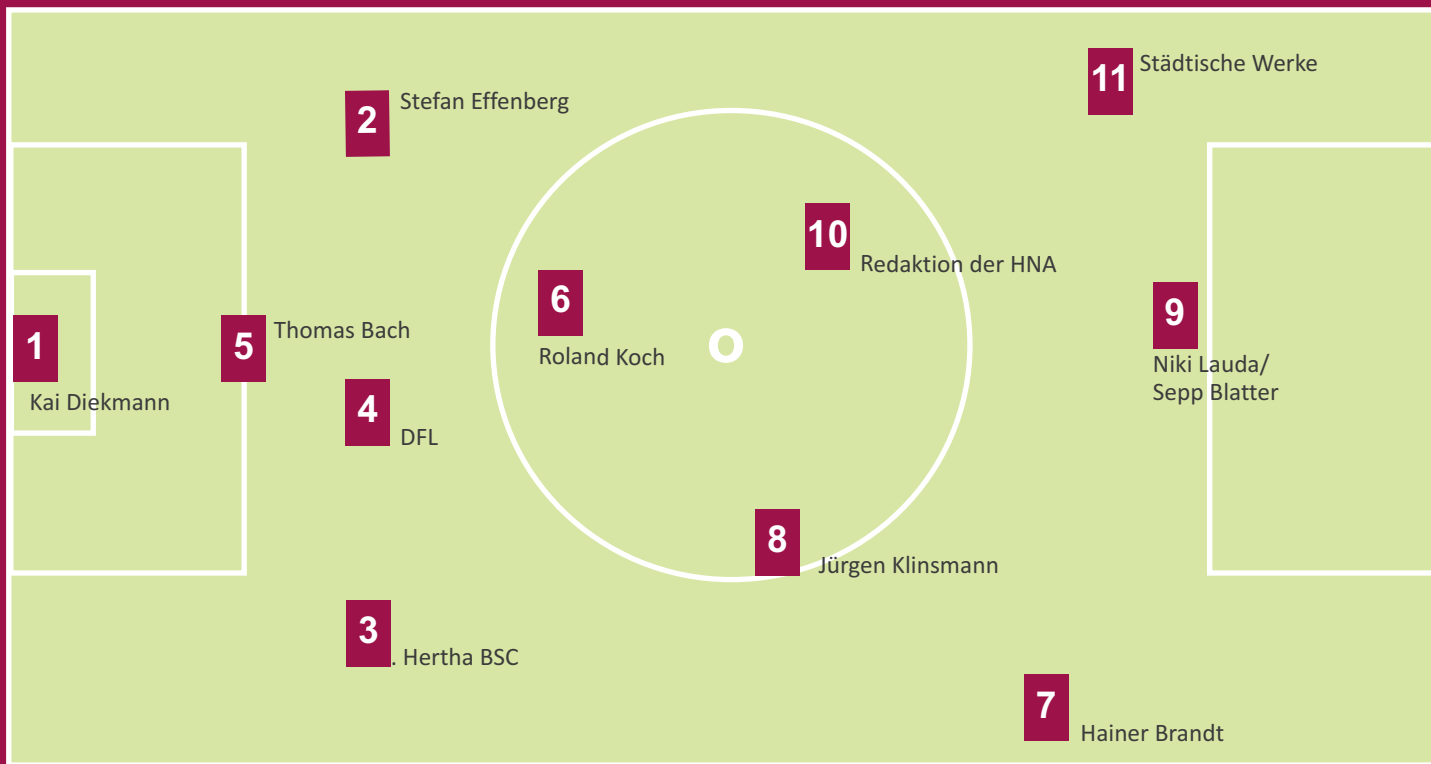 11
Städtische Werke
2
Stefan Effenberg
10
Redaktion der HNA
6
Roland Koch
9
Niki Lauda/
Sepp Blatter
1
Kai Diekmann
5
Thomas Bach
4
DFL
8
Jürgen Klinsmann
3
. Hertha BSC
7
Hainer Brandt